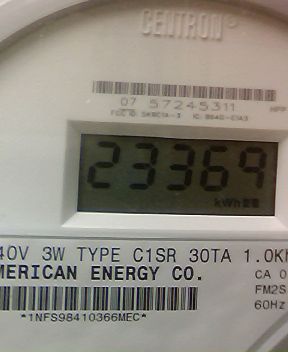 CENTRON®
07 57245311
23369
kWh
40V 3W TYPE C1SR 30TA 1.0Kh
MERICAN ENERGY CO.
CA 0
FM2S
60Hz
*1NFS98410366MEC*